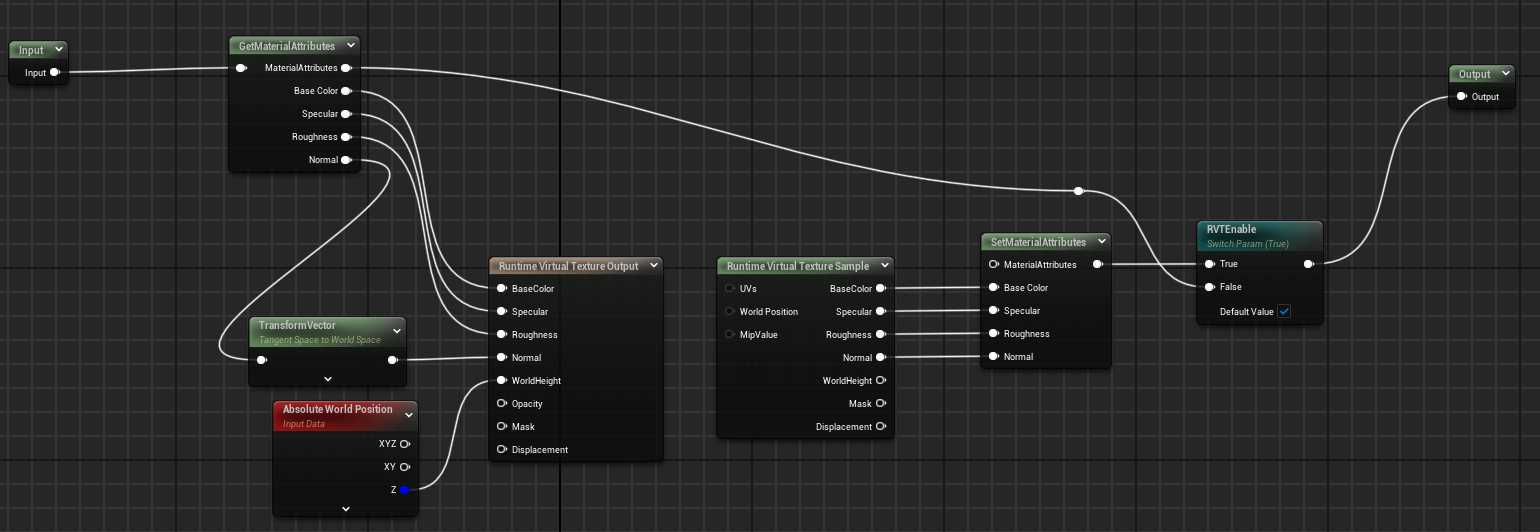 Input
Input
GetMaterialAttributes
MaterialAttributes
Base Color
Specular
Roughness
Normal
TransformVector
Tangent Space to World Space
Absolute World Position
Input Data
XYZ
XY
Z
Runtime Virtual Texture Output
BaseColor
Specular
Roughness
Normal
WorldHeight
Opacity
Mask
Displacement
Runtime Virtual Texture Sample
UVs BaseColor
World Position Specular
MipValue Roughness
Normal
WorldHeight
Mask
Displacement
SetMaterialAttributes
MaterialAttributes
Base Color
Specular
Roughness
Normal
RVTEnable
Switch Param (True)
True
False
Default Value
Output
Output